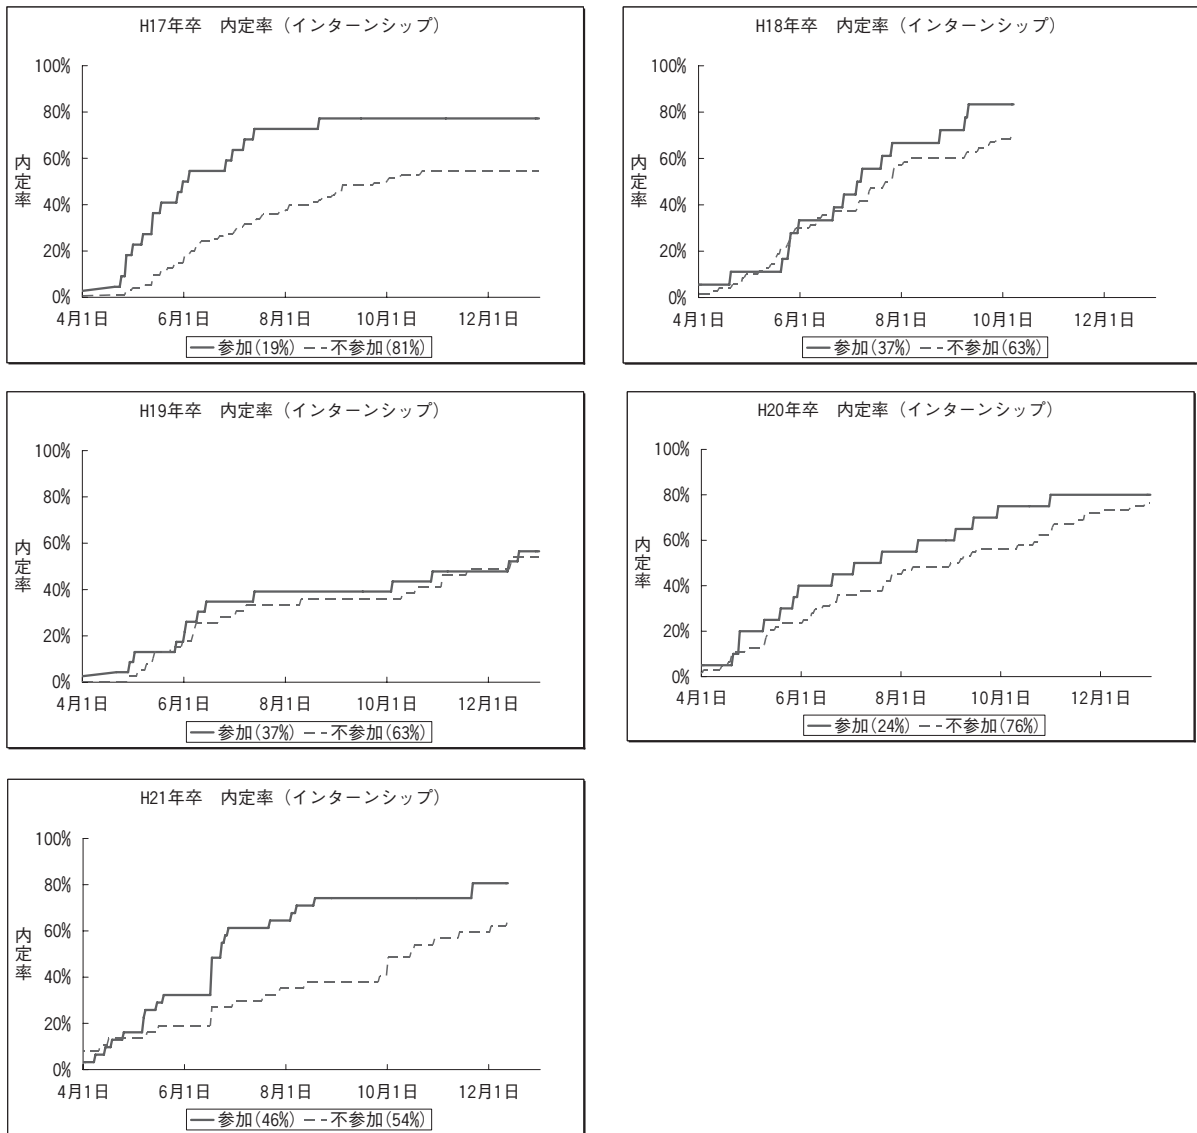 H17年卒 内定率（インターンシップ）
100%
80%
60%
40%
20%
0%
内定率
4月1日 6月1日 8月1日 10月1日 12月1日
参加(19%) 不参加(81%)
H18年卒 内定率（インターンシップ）
100%
80%
60%
40%
20%
0%
内定率
4月1日 6月1日 8月1日 10月1日 12月1日
参加(37%) 不参加(63%)
H19年卒 内定率（インターンシップ）
100%
80%
60%
40%
20%
0%
内定率
4月1日 6月1日 8月1日 10月1日 12月1日
参加(37%) 不参加(63%)
H20年卒 内定率（インターンシップ）
100%
80%
60%
40%
20%
0%
内定率
4月1日 6月1日 8月1日 10月1日 12月1日
参加(24%) 不参加(76%)
H21年卒 内定率（インターンシップ）
100%
80%
60%
40%
20%
0%
内定率
4月1日 6月1日 8月1日 10月1日 12月1日
参加(46%) 不参加(54%)